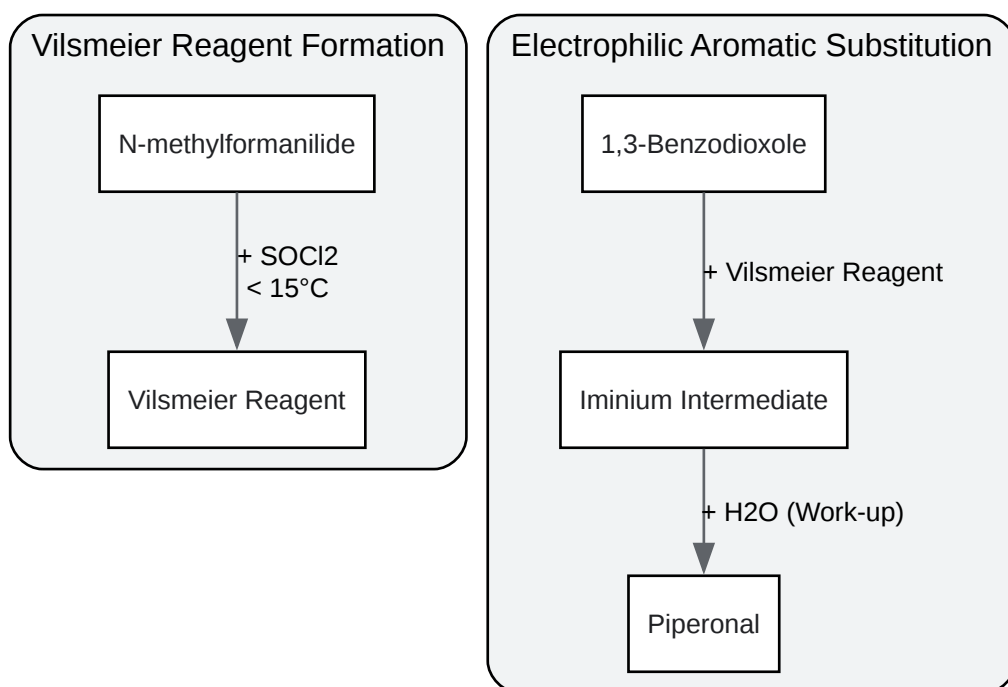 Vilsmeier Reagent Formation
N-methylformanilide
+ SOCl2
< 15°C
Vilsmeier Reagent
Electrophilic Aromatic Substitution
1,3-Benzodioxole
+ Vilsmeier Reagent
Iminium Intermediate
+ H2O (Work-up)
Piperonal